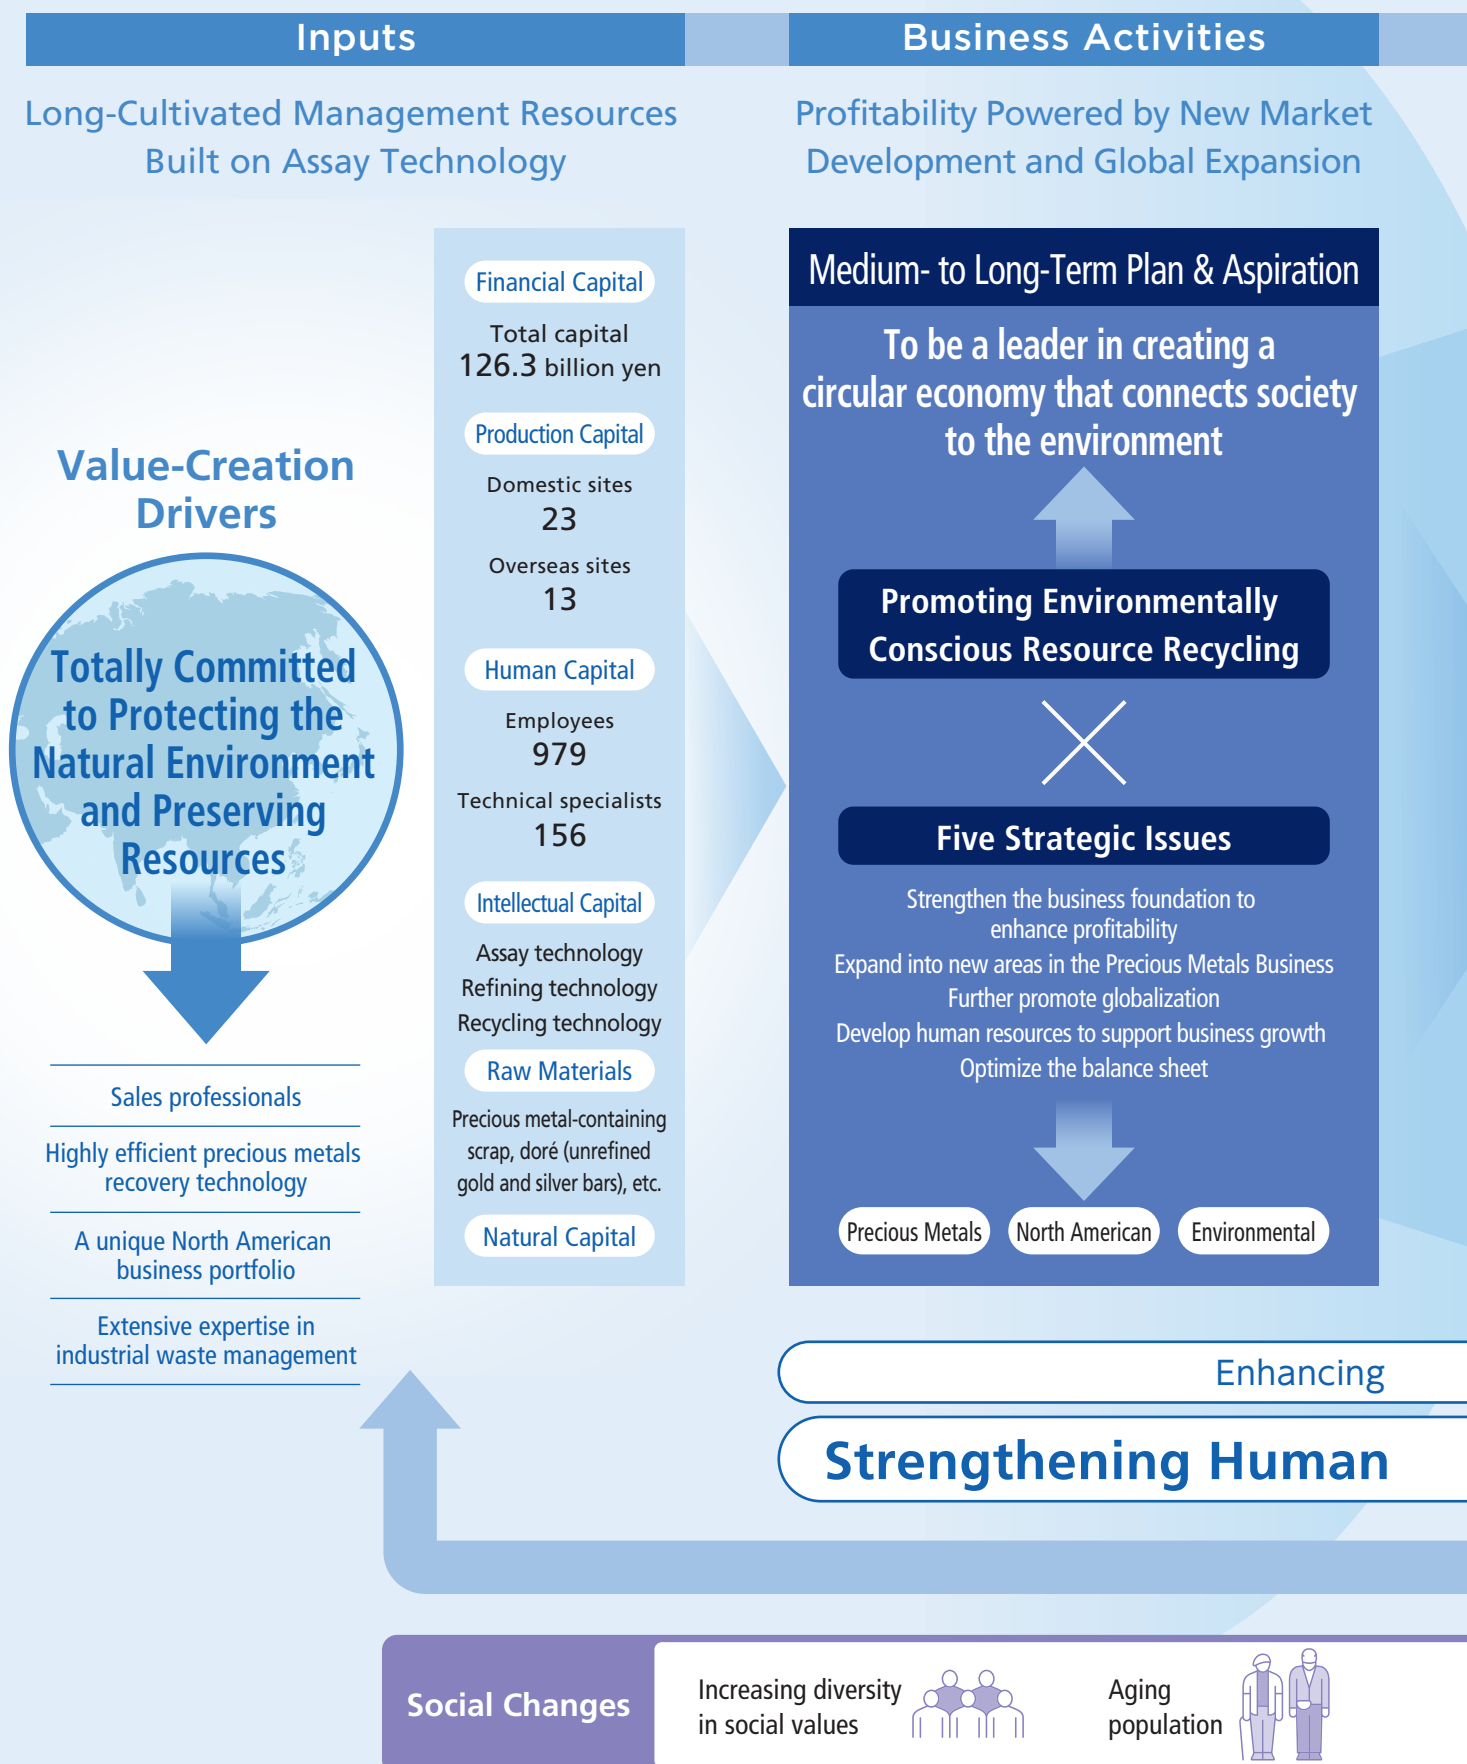 Inputs
Long-Cultivated Management Resources
Built on Assay Technology
Value-Creation
Drivers
Totally Committed
to Protecting the
Natural Environment
and Preserving
Resources
Sales professionals
Highly efficient precious metals
recovery technology
A unique North American
business portfolio
Extensive expertise in
industrial waste management
Financial Capital
Total capital
126.3 billion yen
Production Capital
Domestic sites
23
Overseas sites
13
Human Capital
Employees
979
Technical specialists
156
Intellectual Capital
Assay technology
Refining technology
Recycling technology
Raw Materials
Precious metal-containing
scrap, doré (unrefined
gold and silver bars), etc.
Natural Capital
Business Activities
Profitability Powered by New Market
Development and Global Expansion
Medium- to Long-Term Plan & Aspiration
To be a leader in creating a
circular economy that connects society
to the environment
Promoting Environmentally
Conscious Resource Recycling
Five Strategic Issues
Strengthen the business foundation to
enhance profitability
Expand into new areas in the Precious Metals Business
Further promote globalization
Develop human resources to support business growth
Optimize the balance sheet
Precious Metals
North American
Environmental
Enhancing
Strengthening Human
Social Changes
Increasing diversity
in social values
Aging
population